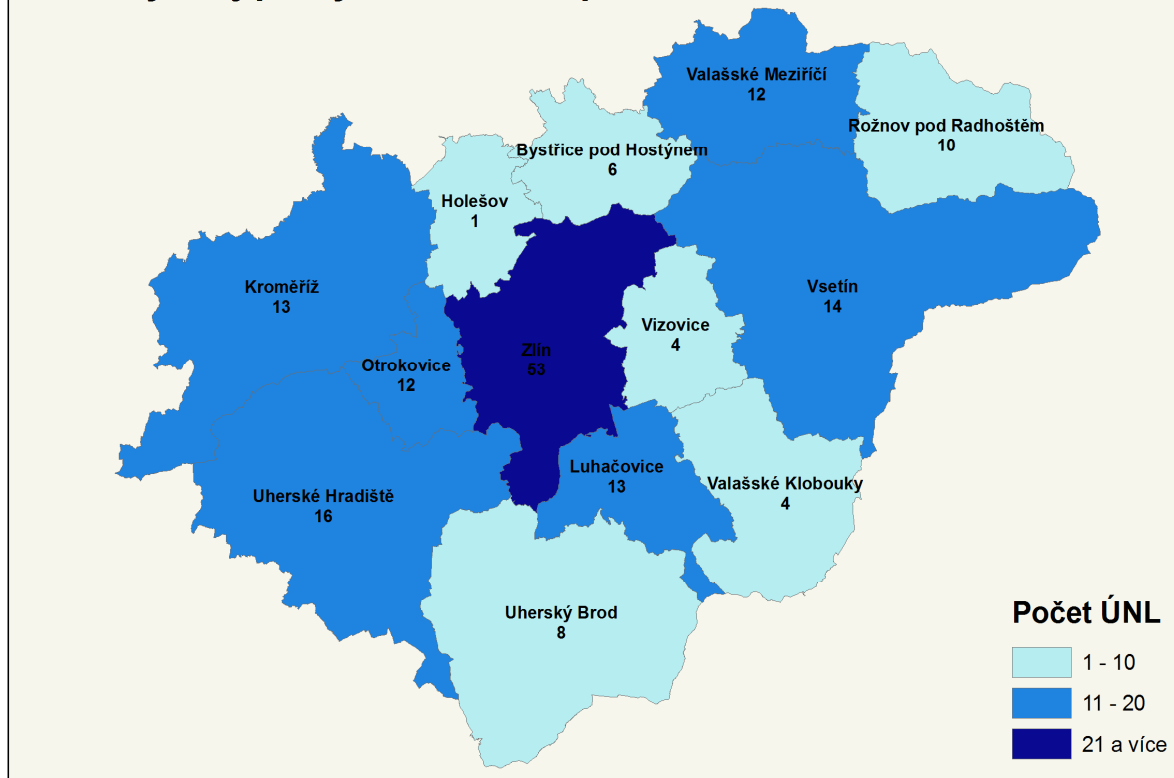 Valašské Meziříčí
12
Rožnov pod Radhoštěm
10
Bystřice pod Hostýnem
6
Holešov
1
Kroměříž
13
Vsetín
14
Vizovice
4
Zlín
53
Otrokovice
12
Luhačovice
13
Valašské Klobouky
4
Uherské Hradiště
16
Uherský Brod
8
Počet ÚNL
1 - 10
11 - 20
21 a více